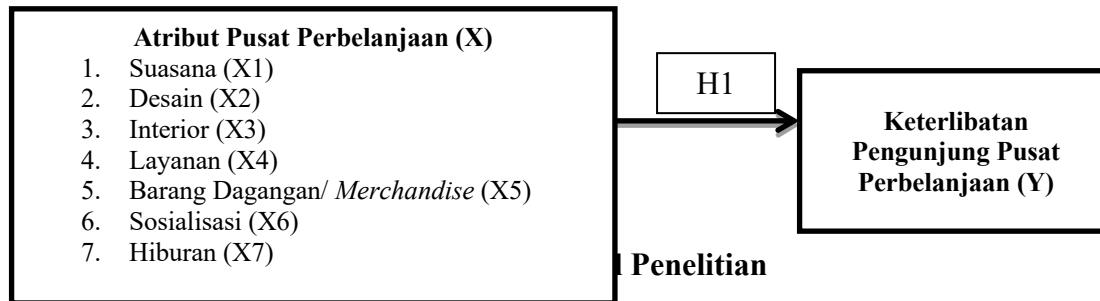 Atribut Pusat Perbelanjaan (X)
1. Suasana (X1)
2. Desain (X2)
3. Interior (X3)
4. Layanan (X4)
5. Barang Dagangan/ Merchandise (X5)
6. Sosialisasi (X6)
7. Hiburan (X7)
H1
Keterlibatan
Pengunjung Pusat
Perbelanjaan (Y)
Penelitian